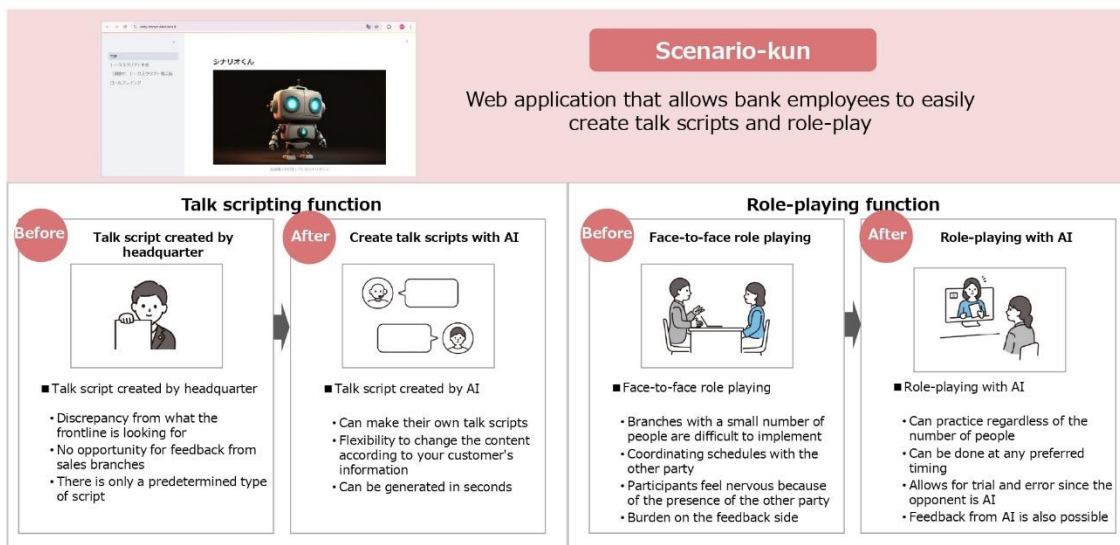 TOP
シナリオくん
Scenario-kun
Web application that allows bank employees to easily
create talk scripts and role-play
Talk scripting function
Before
Talk script created by
headquarter
■Talk script created by headquarter
• Discrepancy from what the
frontline is looking for
• No opportunity for feedback from
sales branches
• There is only a predetermined type
of script
After
Create talk scripts with AI
■Talk script created by AI
• Can make their own talk scripts
• Flexibility to change the content
according to your customer's
information
• Can be generated in seconds
Role-playing function
Before
Face-to-face role playing
■Face-to-face role playing
• Branches with a small number of
people are difficult to implement
• Coordinating schedules with the
other party
• Participants feel nervous because
of the presence of the other party
• Burden on the feedback side
After
Role-playing with AI
■Role-playing with AI
• Can practice regardless of the
number of people
• Can be done at any preferred
timing
• Allows for trial and error since the
opponent is AI
• Feedback from AI is also possible